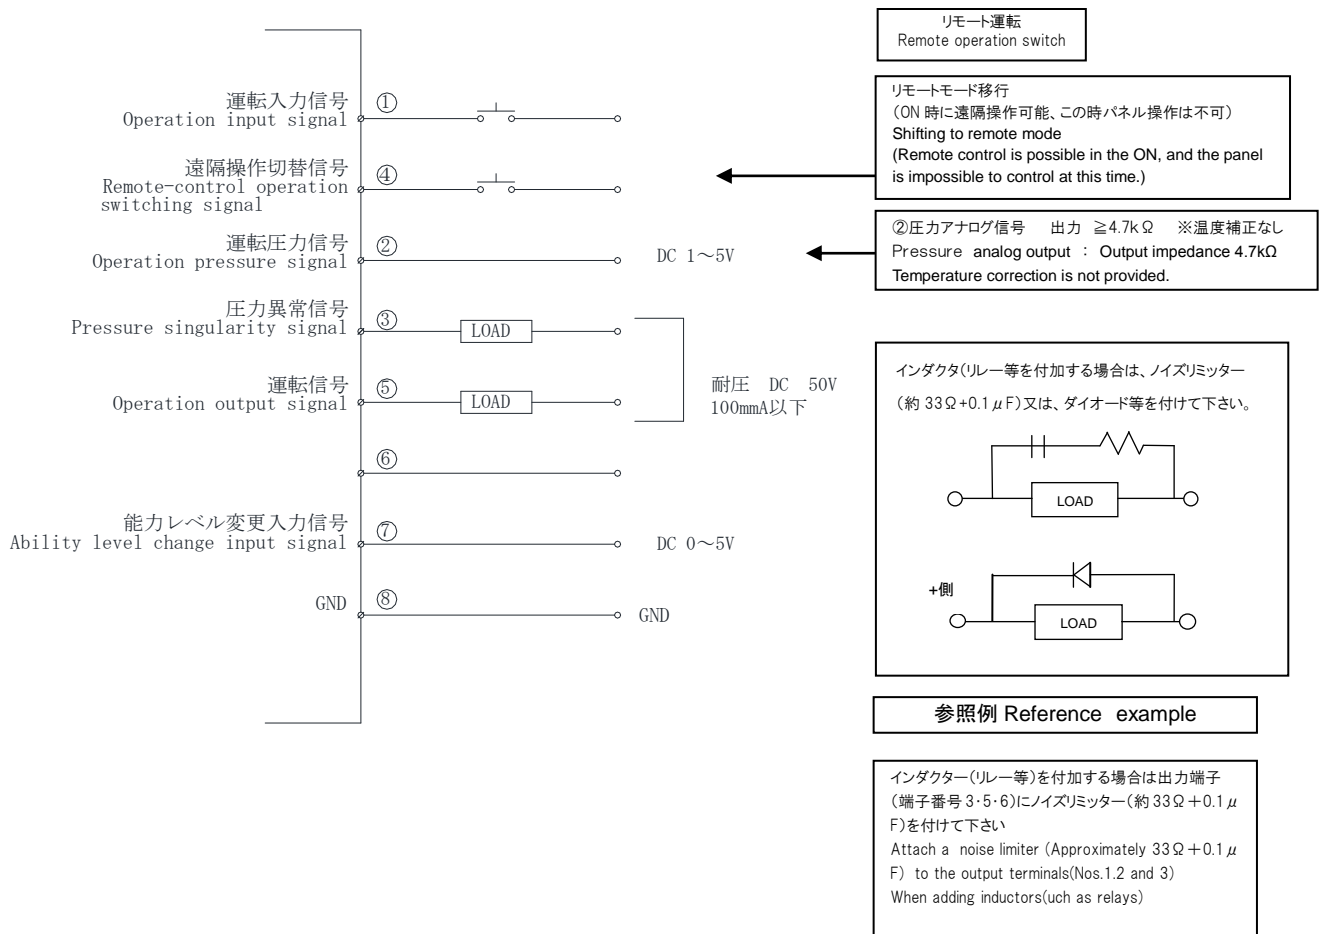 運転入力信号
Operation input signal
①
遠隔操作切替信号
Remote-control operation
switching signal
④
運転圧力信号
Operation pressure signal
②
DC 1～5V
圧力異常信号
Pressure singularity signal
③
LOAD
運転信号
Operation output signal
⑤
LOAD
耐圧 DC 50V
100mmA以下
⑥
能力レベル変更入力信号
Ability level change input signal
⑦
DC 0～5V
GND
⑧
GND
リモート運転
Remote operation switch
リモートモード移行
（ON 時に遠隔操作可能、この時パネル操作は不可）
Shifting to remote mode
(Remote control is possible in the ON, and the panel
is impossible to control at this time.)
②圧力アナログ信号 出力 ≧4.7kΩ ※温度補正なし
Pressure analog output : Output impedance 4.7kΩ
Temperature correction is not provided.
インダクタ（リレー等を付加する場合は、ノイズリミッター
（約 33Ω+0.1μF）又は、ダイオード等を付けて下さい。
LOAD
+側
LOAD
参照例 Reference example
インダクター（リレー等）を付加する場合は出力端子
（端子番号 3・5・6）にノイズリミッター（約 33Ω＋0.1μ
F）を付けて下さい
Attach a noise limiter (Approximately 33Ω＋0.1μ
F) to the output terminals(Nos.1.2 and 3)
When adding inductors(uch as relays)